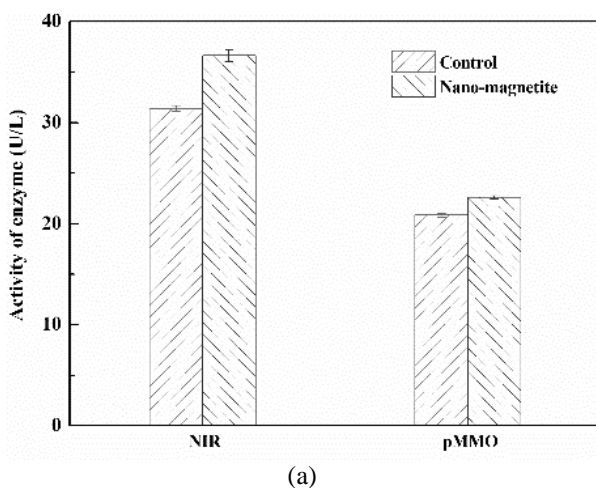 40
30
20
10
0
Activity of enzyme (U/L)
Control
Nano-magnetite
NIR
pMMO
(a)